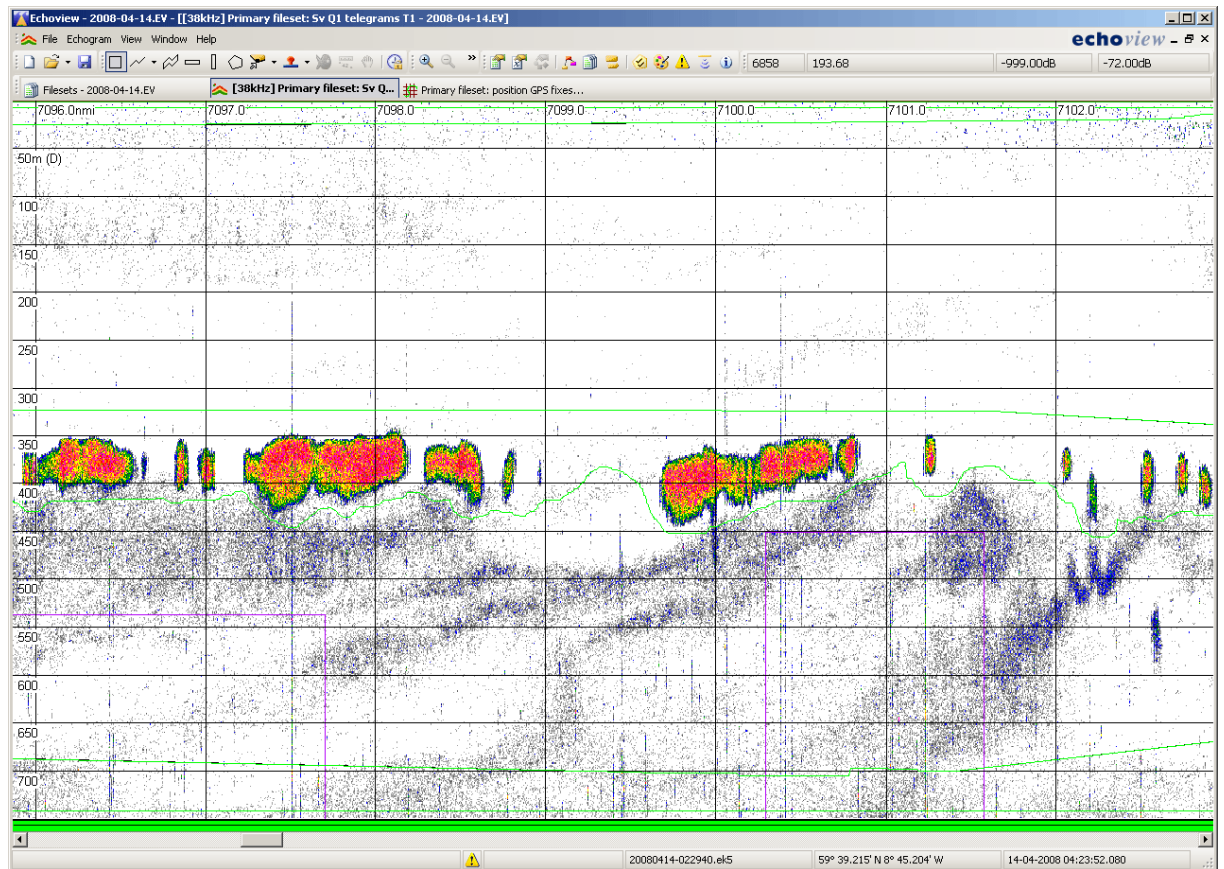 Echoview - 2008-04-14.EV - [[38kHz] Primary fileset: Sv Q1 telegrams T1 - 2008-04-14.EV]
File Echogram View Window Help
echoview
6858 193.68 -999.00dB -72.00dB
Filesets - 2008-04-14.EV [38kHz] Primary fileset: Sv Q... Primary fileset: position GPS fixes...
7096.0nmi 7097.0 7098.0 7099.0 7100.0 7101.0 7102.0
50m (D)
100
150
200
250
300
350
400
450
500
550
600
650
700
20080414-022940.ek5 59° 39.215' N 8° 45.204' W 14-04-2008 04:23:52.080